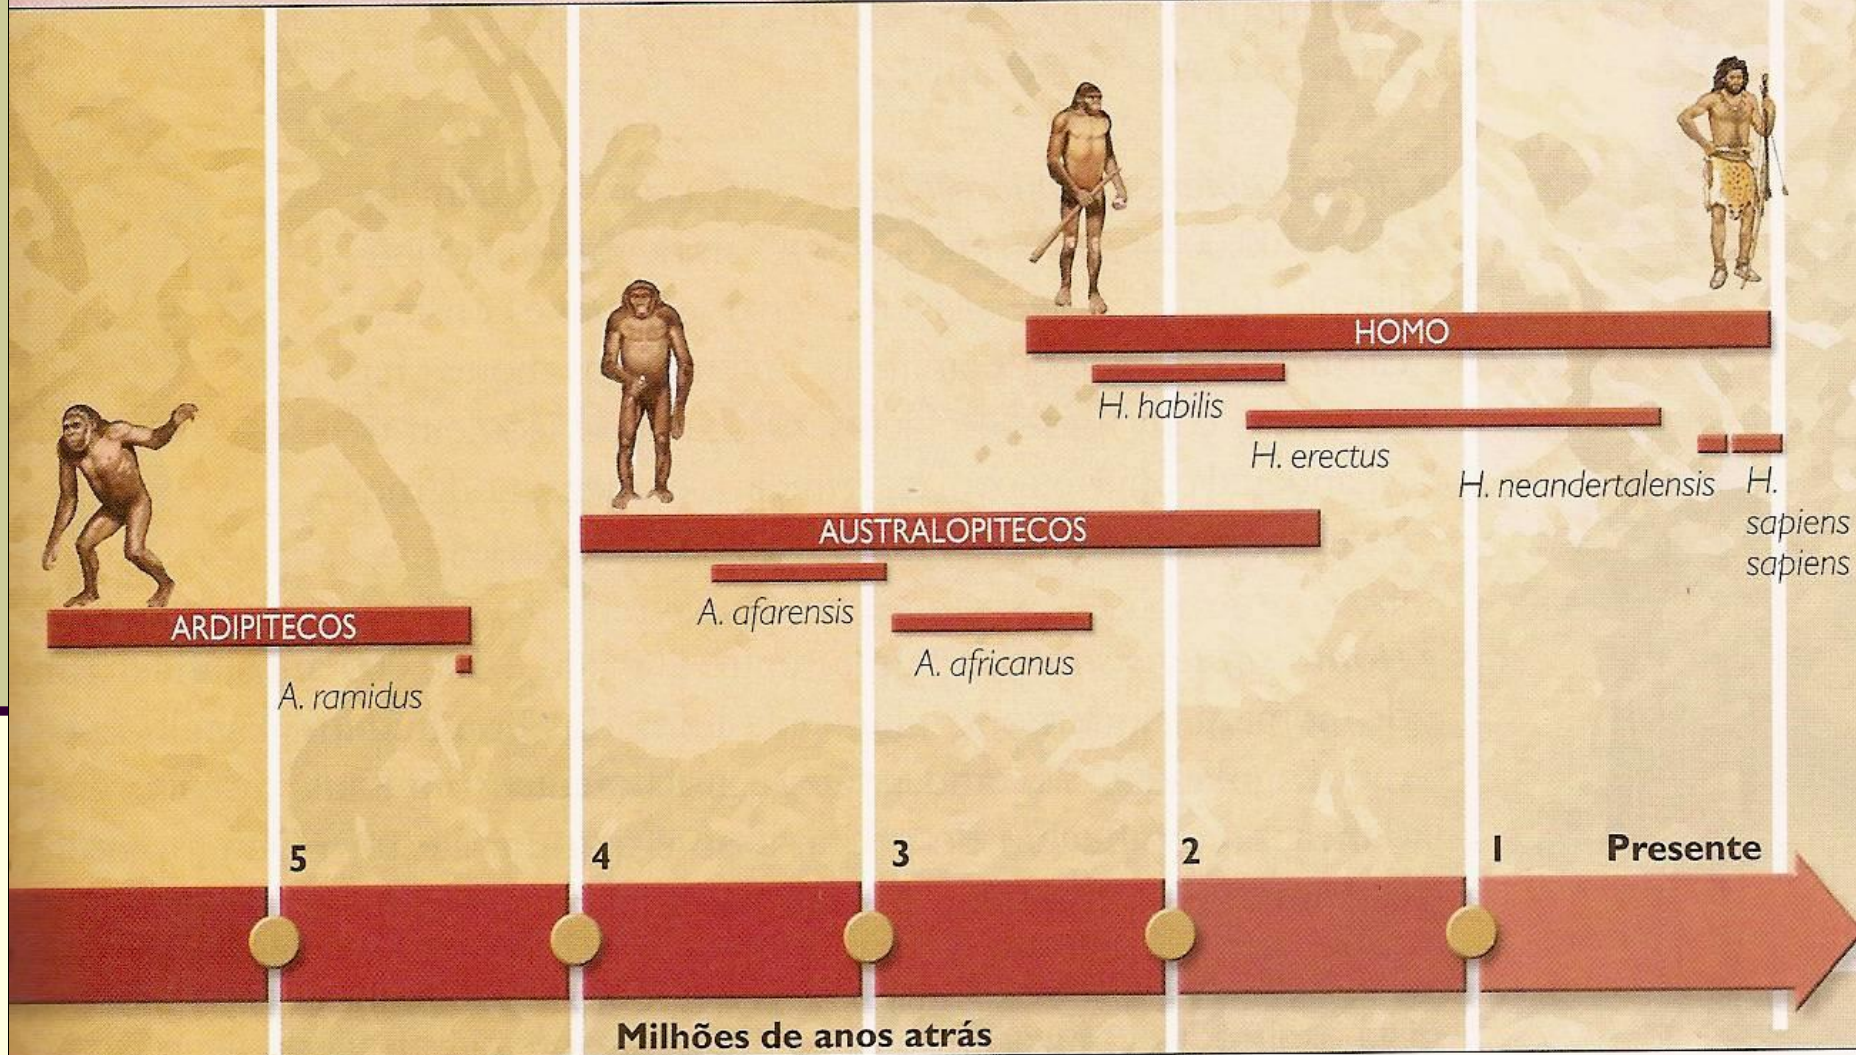 HOMO
H. habilis
H. erectus
H. neandertalensis
H.
sapiens
sapiens
AUSTRALOPITECOS
A. afarensis
A. africanus
ARDIPITECOS
A. ramidus
5 4 3 2 1 Presente
Milhões de anos atrás